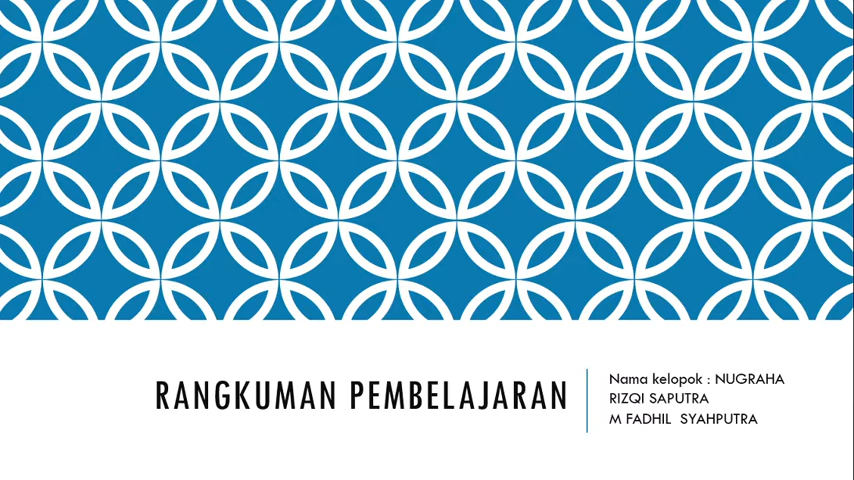 RANGKUMAN PEMBELAJARAN
Nama kelopok : NUGRAHA
RIZQI SAPUTRA
M FADHIL  SYAHPUTRA